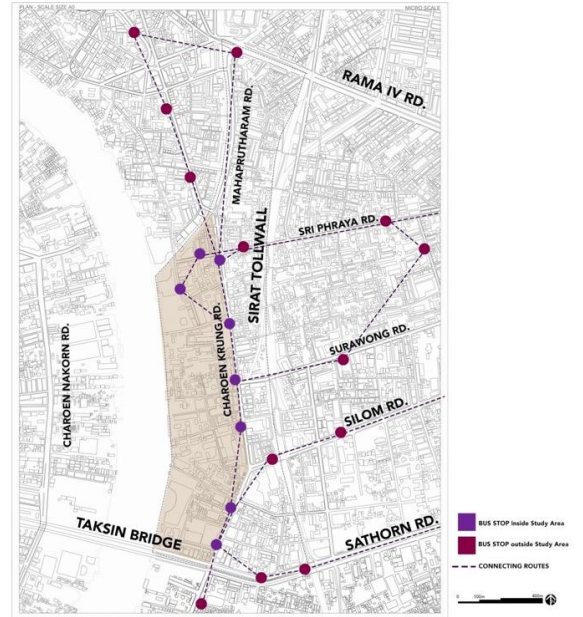 PLAN - SCALE SIZE A0
MICRO SCALE
RAMA IV RD.
MAHAPRUTHARAM RD.
SRI PHRAYA RD.
SIRAT TOLLWALL
CHAROEN KRUNG RD.
CHAROEN NAKORN RD.
SURAWONG RD.
SILOM RD.
TAKSIN BRIDGE
SATHORN RD.
BUS STOP inside Study Area
BUS STOP outside Study Area
CONNECTING ROUTES
0 100m 400m